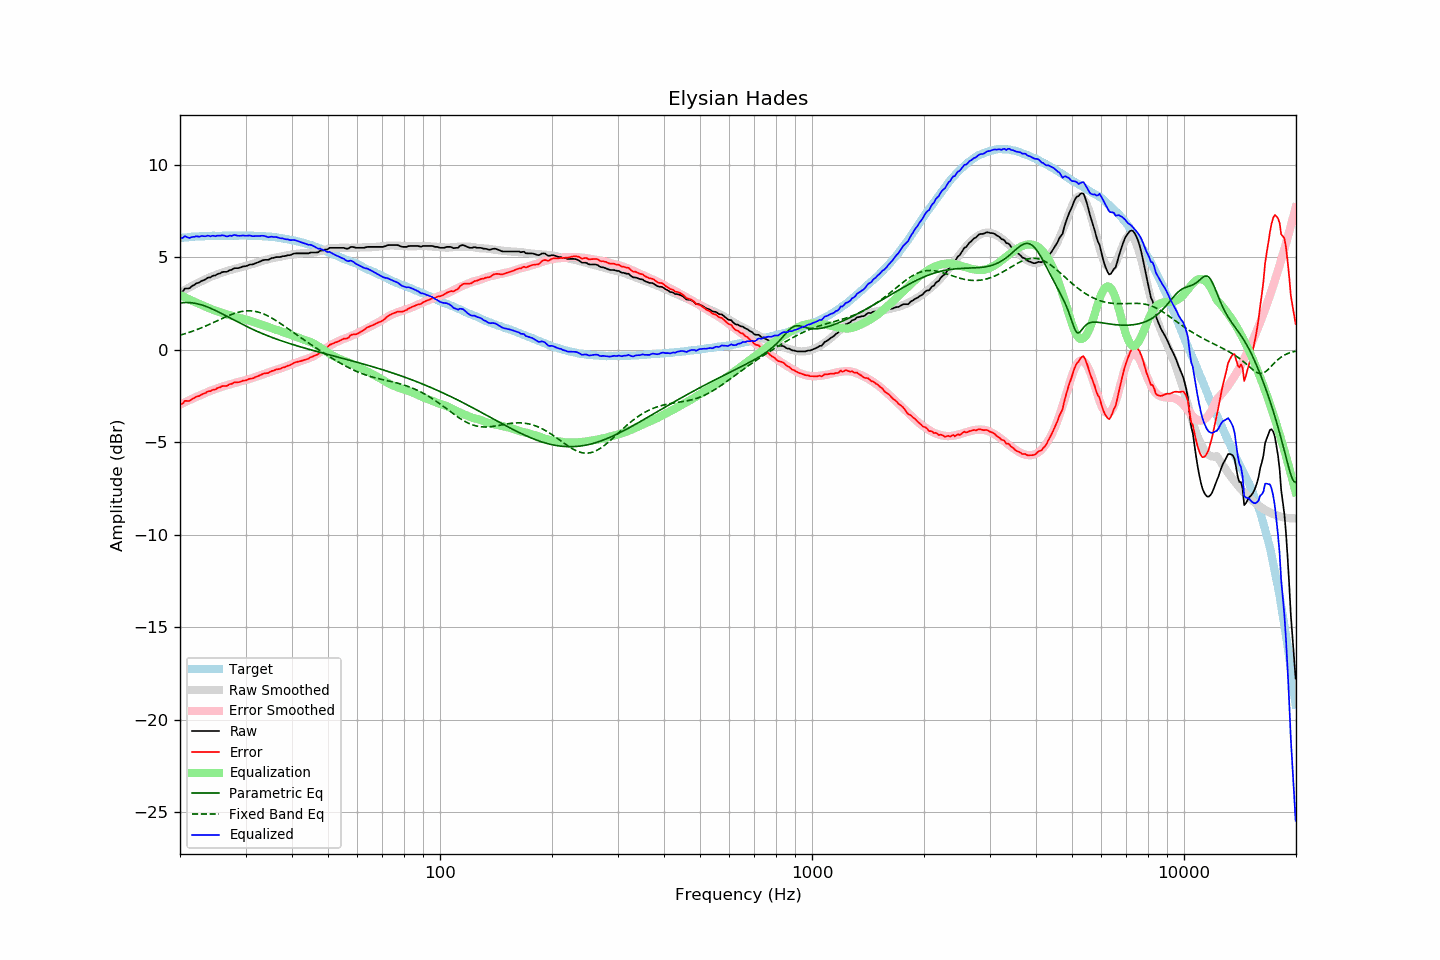 Elysian Hades
Amplitude (dBr)
10
5
0
−5
−10
−15
−20
−25
Target
Raw Smoothed
Error Smoothed
Raw
Error
Equalization
Parametric Eq
Fixed Band Eq
Equalized
100
1000
10000
Frequency (Hz)